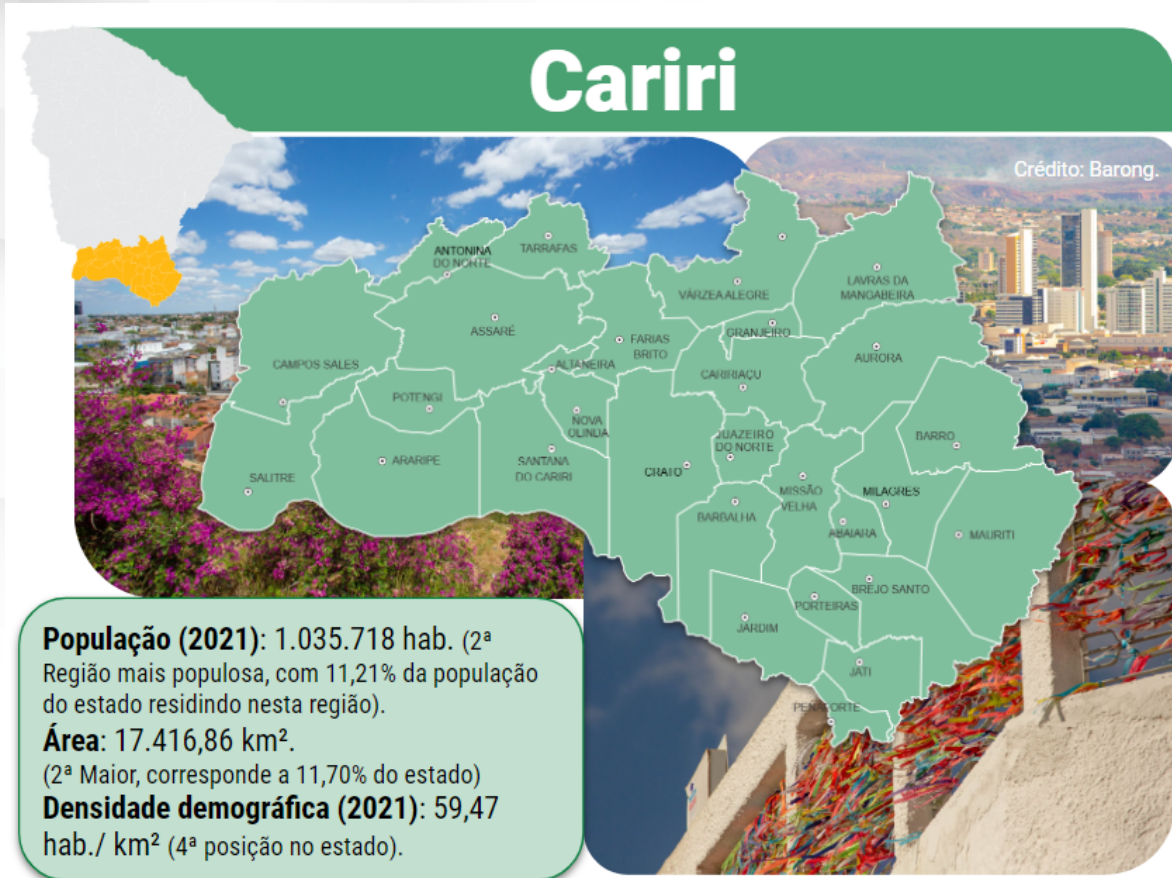 Cariri
Crédito: Barong.
ANTONINA
DO NORTE
TARRAFAS
VÁRZEA ALEGRE
LAVRAS DA
MANGABEIRA
ASSARÉ
GRANJEIRO
FARIAS
BRITO
AURORA
CAMPOS SALES
ALTANEIRA
CARIRIAÇU
POTENGI
NOVA
OLINDA
JUAZEIRO
DO NORTE
BARRO
ARARIPE
SANTANA
DO CARIRI
CRATO
SALITRE
MISSÃO
VELHA
MILAGRES
BARBALHA
ABAIARA
MAURITI
BREJO SANTO
PORTEIRAS
JARDIM
JATI
PENAFORTE
População (2021): 1.035.718 hab. (2ª
Região mais populosa, com 11,21% da população
do estado residindo nesta região).
Área: 17.416,86 km².
(2ª Maior, corresponde a 11,70% do estado)
Densidade demográfica (2021): 59,47
hab./ km² (4ª posição no estado).